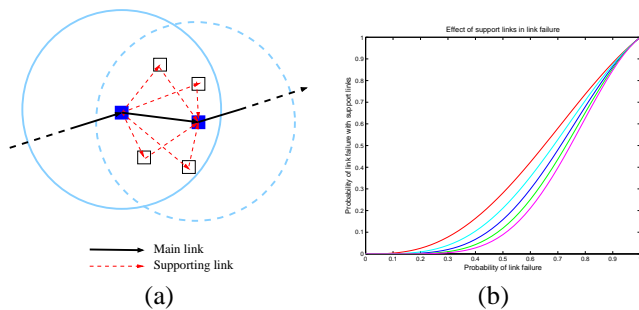 Main link
Supporting link
(a)
Effect of support links in link failure
Probability of link failure with support links
1
0.9
0.8
0.7
0.6
0.5
0.4
0.3
0.2
0.1
0
0 0.1 0.2 0.3 0.4 0.5 0.6 0.7 0.8 0.9
Probability of link failure
(b)